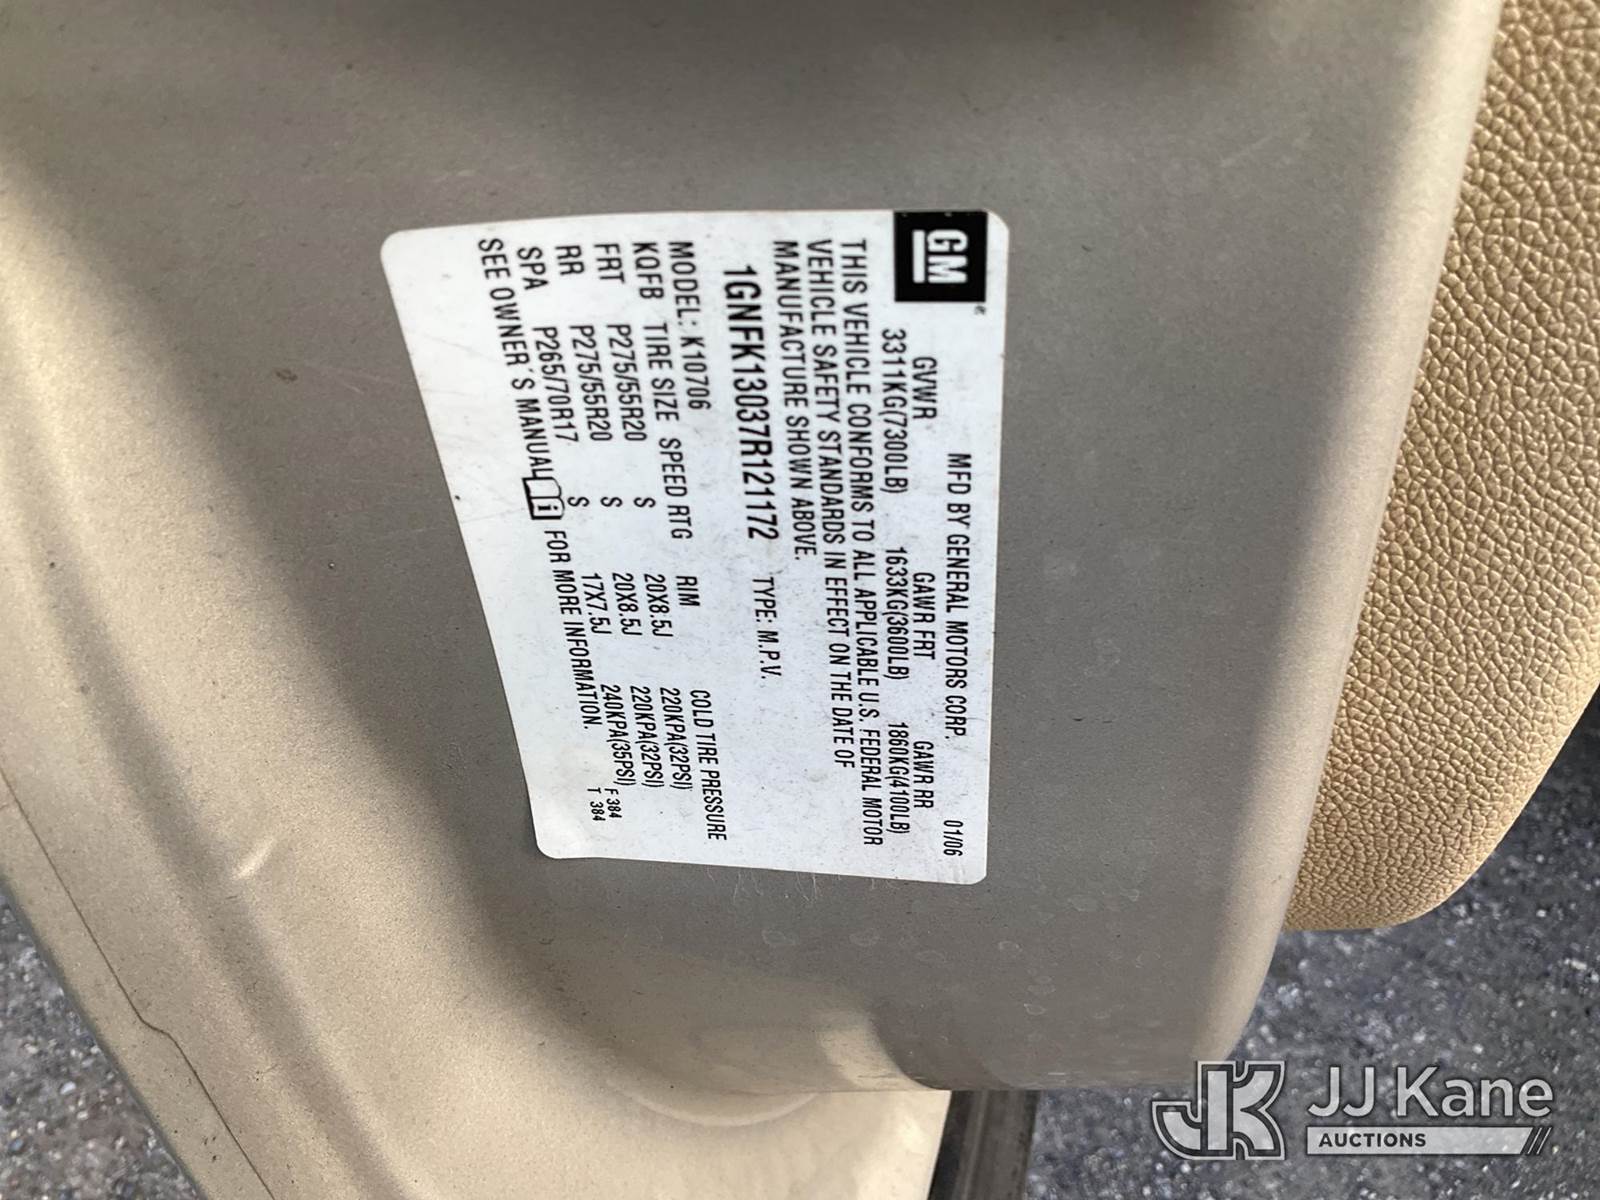 GM
MFD BY GENERAL MOTORS CORP. 01/06
GVWR GAWR FRT GAWR RR
3311KG(7300LB) 1633KG(3600LB) 1860KG(4100LB)
THIS VEHICLE CONFORMS TO ALL APPLICABLE U.S. FEDERAL MOTOR
VEHICLE SAFETY STANDARDS IN EFFECT ON THE DATE OF
MANUFACTURE SHOWN ABOVE.
1GNFK13037R121172 TYPE: M.P.V.
MODEL: K10706
KQFB TIRE SIZE SPEED RTG RIM COLD TIRE PRESSURE
FRT P275/55R20 S 20X8.5J 220KPA(32PSI)
RR P275/55R20 S 20X8.5J 220KPA(32PSI)
SPA P265/70R17 S 17X7.5J 240KPA(35PSI)
SEE OWNER'S MANUAL FOR MORE INFORMATION.
F 384
T 384
JK JJ Kane
AUCTIONS